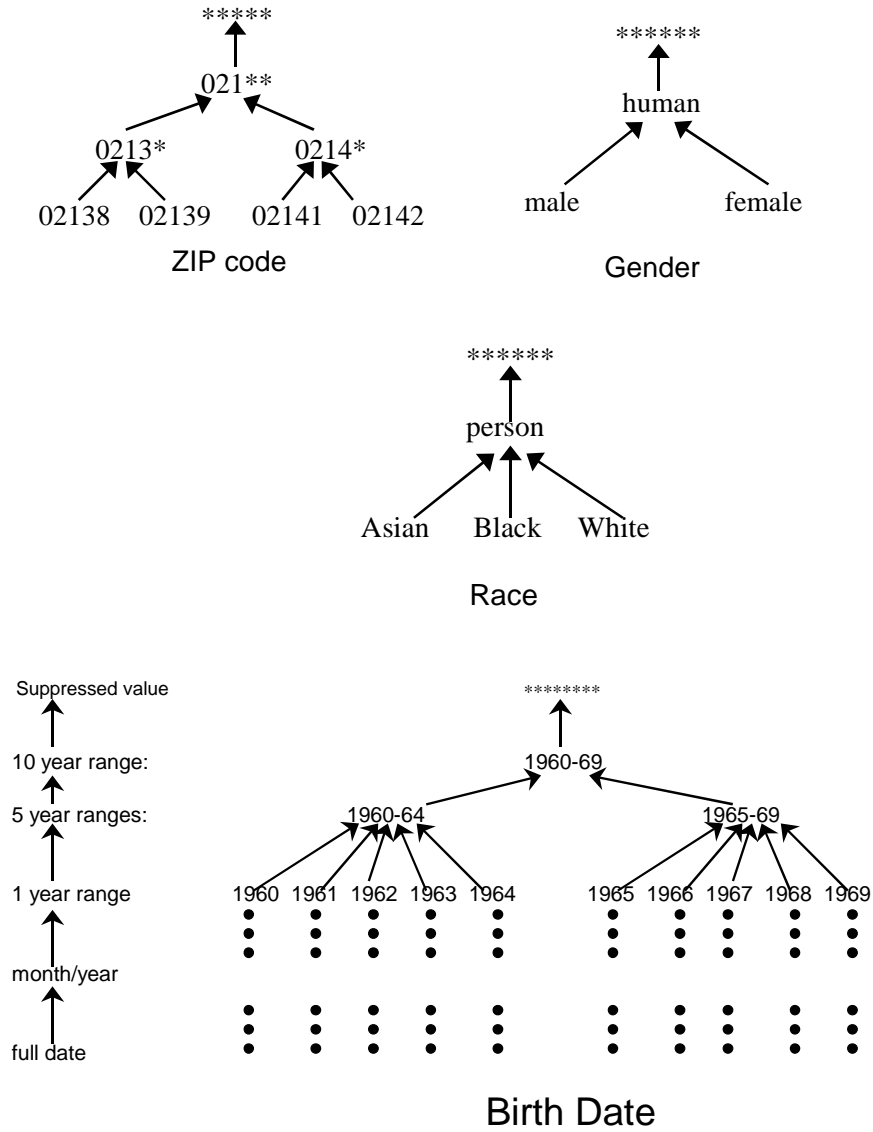 *****
021**
0213* 0214*
02138 02139 02141 02142
ZIP code
******
human
male female
Gender
******
person
Asian Black White
Race
Suppressed value
10 year range:
5 year ranges:
1 year range
month/year
full date
********
1960-69
1960-64 1965-69
1960 1961 1962 1963 1964 1965 1966 1967 1968 1969
Birth Date